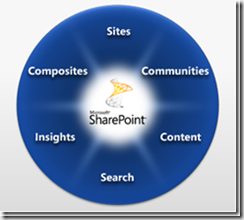 Sites
Composites
Communities
Microsoft
SharePoint
Insights
Content
Search